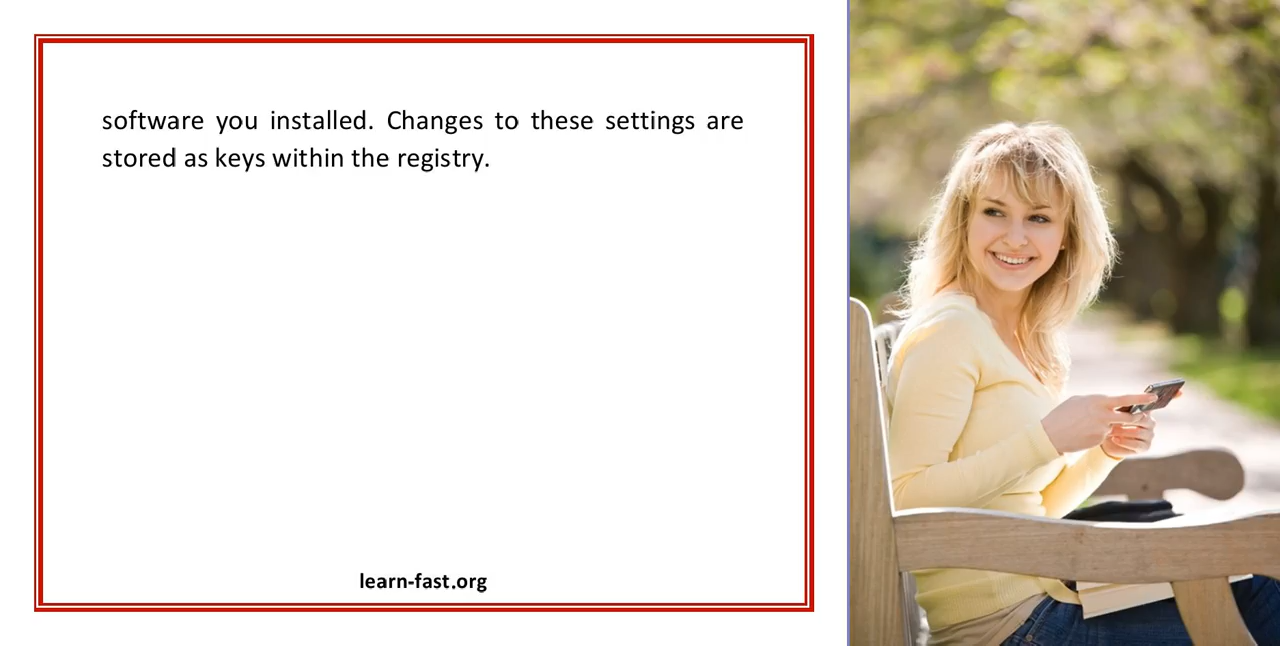 software you installed. Changes to these settings are
stored as keys within the registry.
learn-fast.org